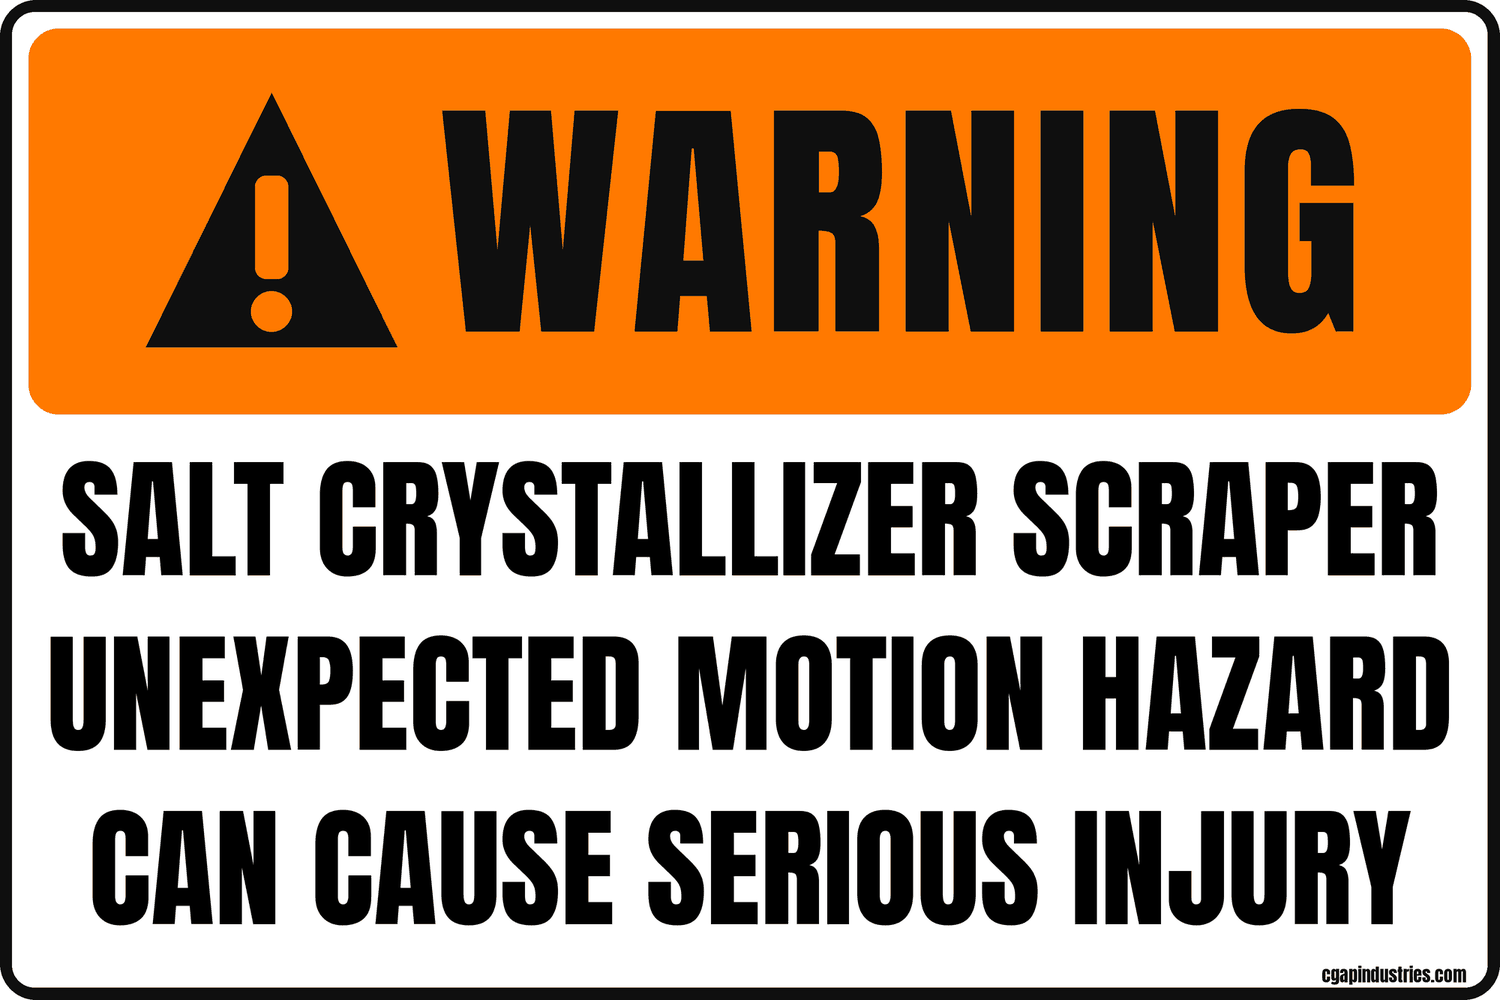 WARNING
SALT CRYSTALLIZER SCRAPER
UNEXPECTED MOTION HAZARD
CAN CAUSE SERIOUS INJURY
cgapindustries.com